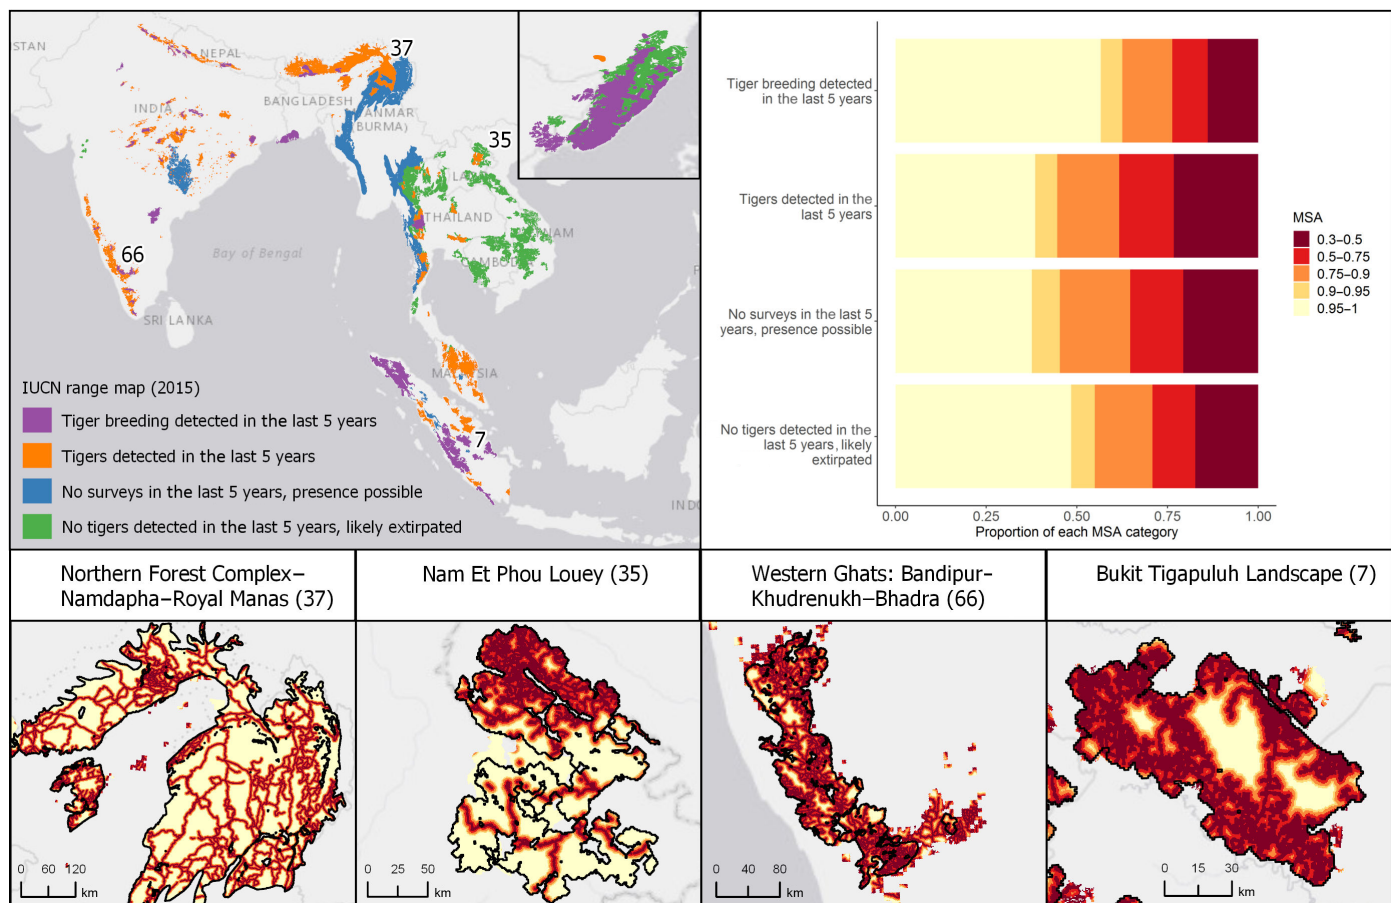 STAN
NEPAL
37
BANGLADESH
INDIA
ANMAR
(BURMA)
35
LA
THAILAND
NAM
CAMBOD
66
Bay of Bengal
SRI LANKA
MA
SIA
7
IND
IUCN range map (2015)
Tiger breeding detected in the last 5 years
Tigers detected in the last 5 years
No surveys in the last 5 years, presence possible
No tigers detected in the last 5 years, likely extirpated
Tiger breeding detected
in the last 5 years
Tigers detected in the
last 5 years
No surveys in the last 5
years, presence possible
No tigers detected in the
last 5 years, likely
extirpated
0.00 0.25 0.50 0.75 1.00
Proportion of each MSA category
MSA
0.3–0.5
0.5–0.75
0.75–0.9
0.9–0.95
0.95–1
Northern Forest Complex–
Namdapha–Royal Manas (37)
0 60 120
km
Nam Et Phou Louey (35)
0 25 50
km
Western Ghats: Bandipur–
Khudrenukh–Bhadra (66)
0 40 80
km
Bukit Tigapuluh Landscape (7)
0 15 30
km